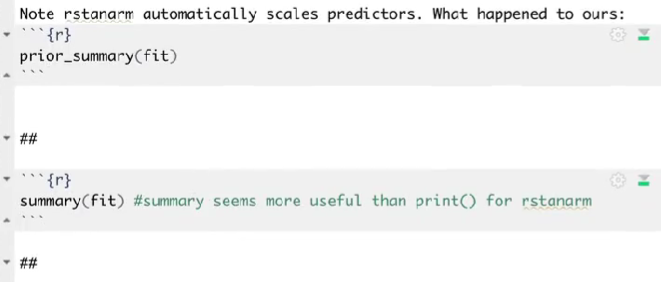 Note rstanarm automatically scales predictors. What happened to ours:
```{r}
prior_summary(fit)
```
##
```{r}
summary(fit) #summary seems more useful than print() for rstanarm
```
##